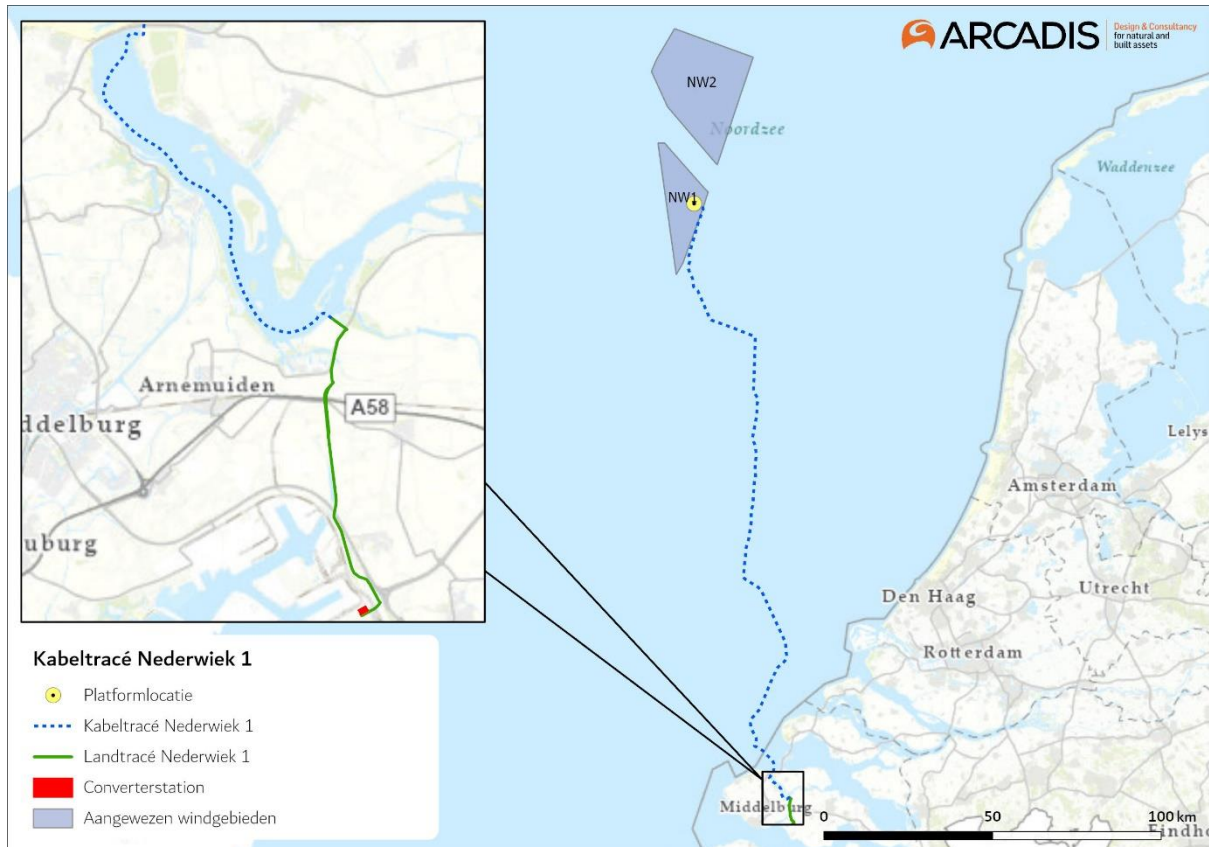 ARCADIS
Design & Consultancy
for natural and
built assets
NW2
Noordzee
NW1
Waddenzee
Lelys
Amsterdam
Utrecht
Den Haag
Rotterdam
Middelburg
Eindho
Arnemuiden
A58
ddelburg
uburg
Kabeltracé Nederwiek 1
Platformlocatie
Kabeltracé Nederwiek 1
Landtracé Nederwiek 1
Converterstation
Aangewezen windgebieden
0 50 100 km